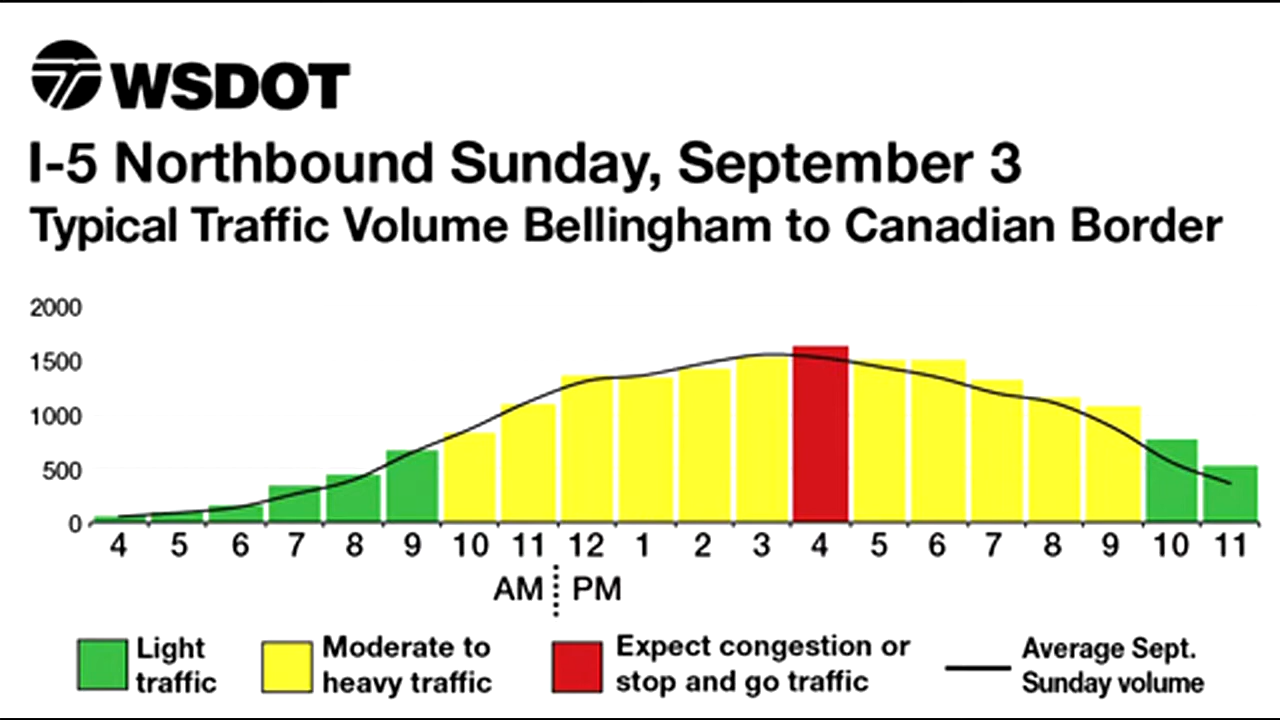 WSDOT
I-5 Northbound Sunday, September 3
Typical Traffic Volume Bellingham to Canadian Border
2000
1500
1000
500
0
4 5 6 7 8 9 10 11 12 1 2 3 4 5 6 7 8 9 10 11
AM PM
Light
traffic
Moderate to
heavy traffic
Expect congestion or
stop and go traffic
Average Sept.
Sunday volume